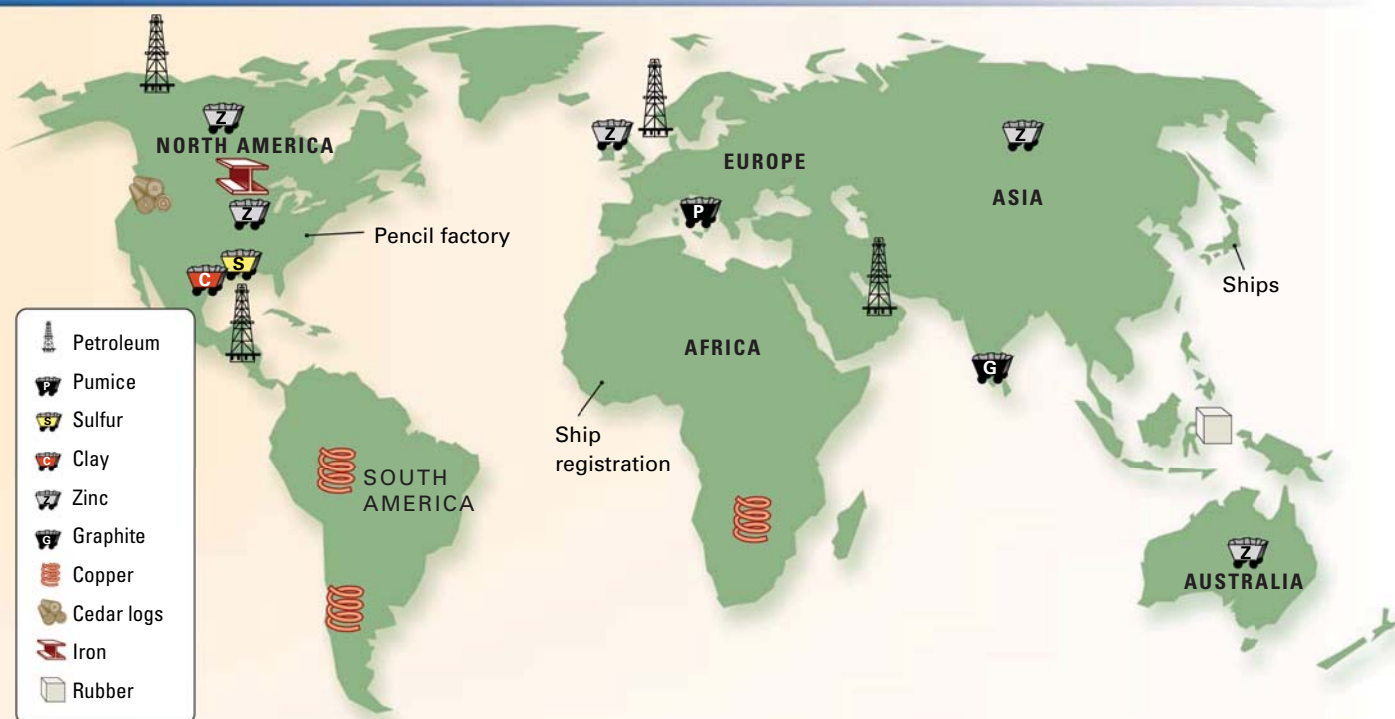 Z
NORTH AMERICA
Z
Pencil factory
S
C
Z
EUROPE
P
Z
ASIA
Ships
AFRICA
G
Ship
registration
SOUTH
AMERICA
Z
AUSTRALIA
Petroleum
P Pumice
S Sulfur
C Clay
Z Zinc
G Graphite
Copper
Cedar logs
Iron
Rubber